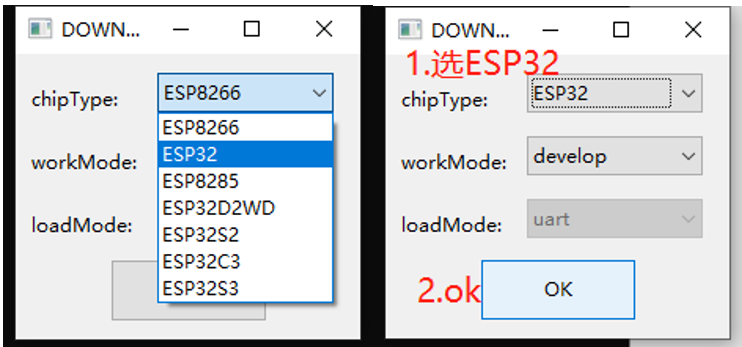 DOWN...
chipType:
ESP8266
ESP8266
ESP32
ESP8285
ESP32D2WD
ESP32S2
ESP32C3
ESP32S3
workMode:
loadMode:
DOWN...
1.选ESP32
chipType:
ESP32
workMode:
develop
loadMode:
uart
2.ok
OK